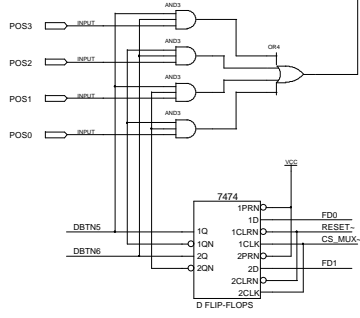 AND3
POS3 INPUT
AND3
OR4
POS2 INPUT
AND3
POS1 INPUT
AND3
POS0 INPUT
VCC
7474
1PRN
1D FD0
DBTN5 1Q 1CLRN RESET~
1QN 1CLK CS_MUX~
DBTN6 2Q 2PRN
2QN 2D FD1
2CLRN
2CLK
D FLIP-FLOPS